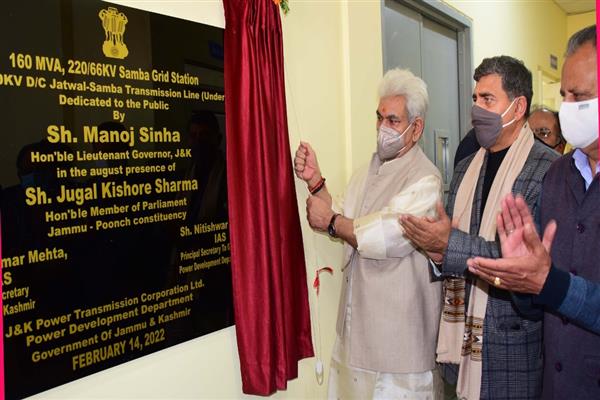 160 MVA, 220/66KV Samba Grid Station
KV D/C Jatwal-Samba Transmission Line (Under
Dedicated to the Public
By
Sh. Manoj Sinha
Hon'ble Lieutenant Governor, J&K
in the august presence of
Sh. Jugal Kishore Sharma
Hon'ble Member of Parliament
Jammu - Poonch constituency
mar Mehta,
Sh. Nitishwar
IAS
Principal Secretary To G
Power Development Dep
S
ecretary
Kashmir
J&K Power Transmission Corporation Ltd.
Power Development Department
Government Of Jammu & Kashmir
FEBRUARY 14, 2022